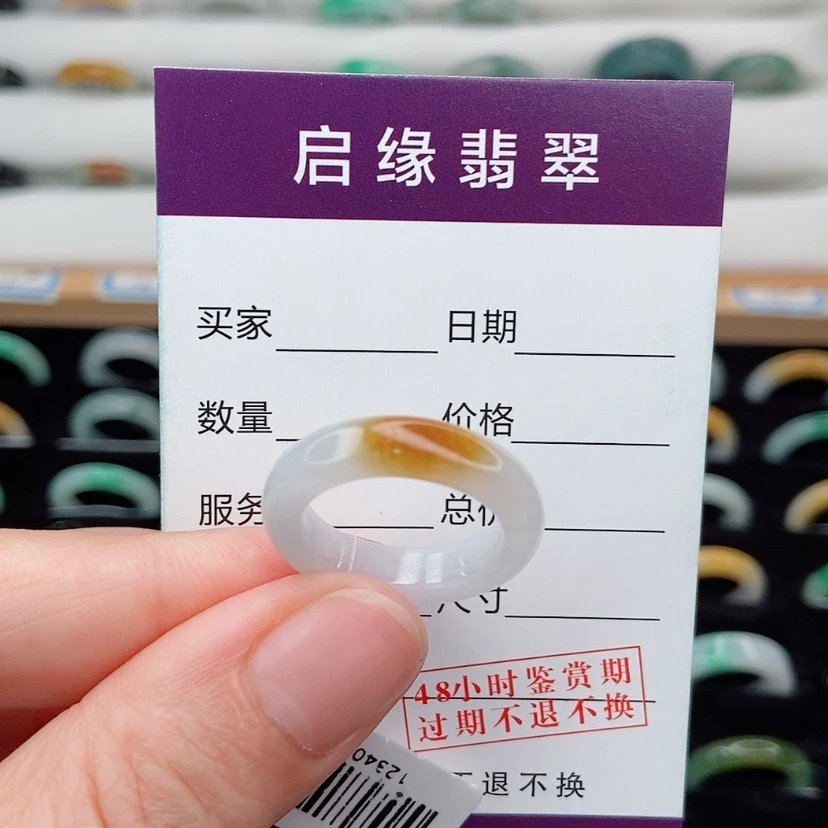 启缘翡翠
买家 日期
数量 价格
服务 总价
尺寸
48小时鉴赏期
过期不退不换
退不换
12340